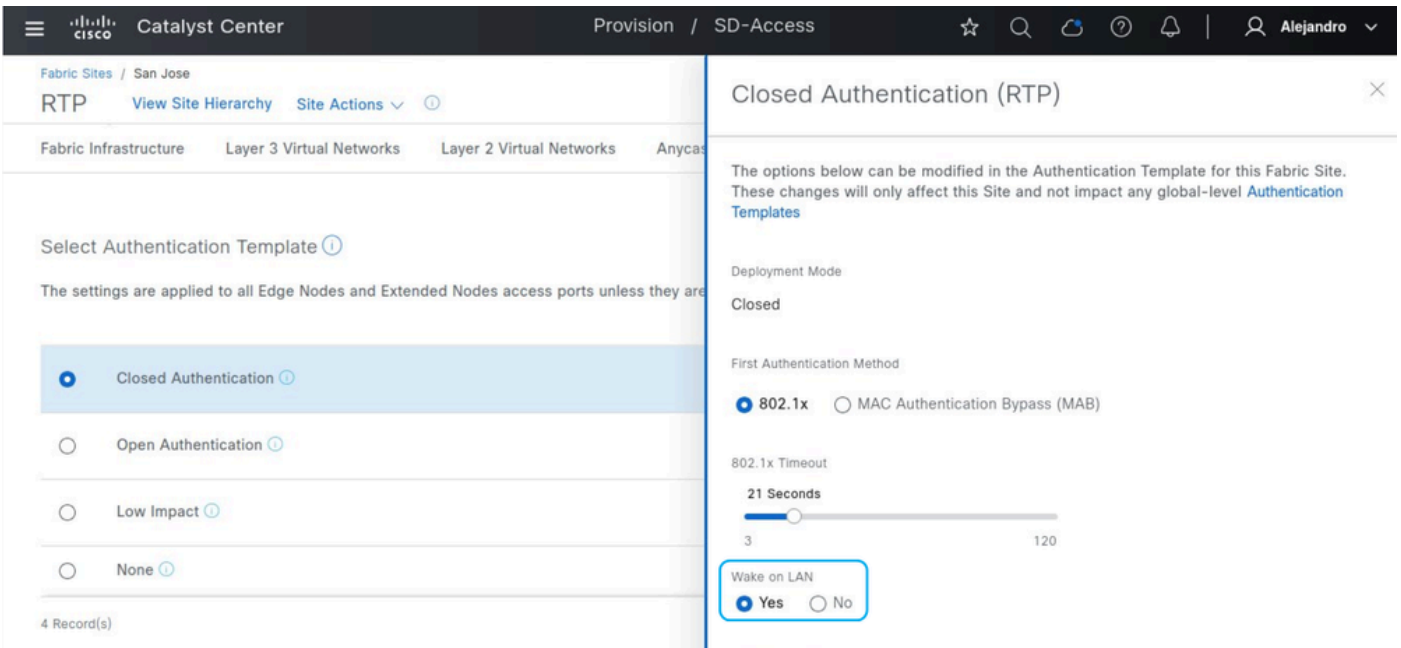 cisco Catalyst Center Provision / SD-Access Alejandro
Fabric Sites / San Jose
RTP View Site Hierarchy Site Actions
Fabric Infrastructure Layer 3 Virtual Networks Layer 2 Virtual Networks Anycas
Select Authentication Template
The settings are applied to all Edge Nodes and Extended Nodes access ports unless they are
Closed Authentication
Open Authentication
Low Impact
None
4 Record(s)
Closed Authentication (RTP)
The options below can be modified in the Authentication Template for this Fabric Site.
These changes will only affect this Site and not impact any global-level Authentication
Templates
Deployment Mode
Closed
First Authentication Method
802.1x MAC Authentication Bypass (MAB)
802.1x Timeout
21 Seconds
3 120
Wake on LAN
Yes No